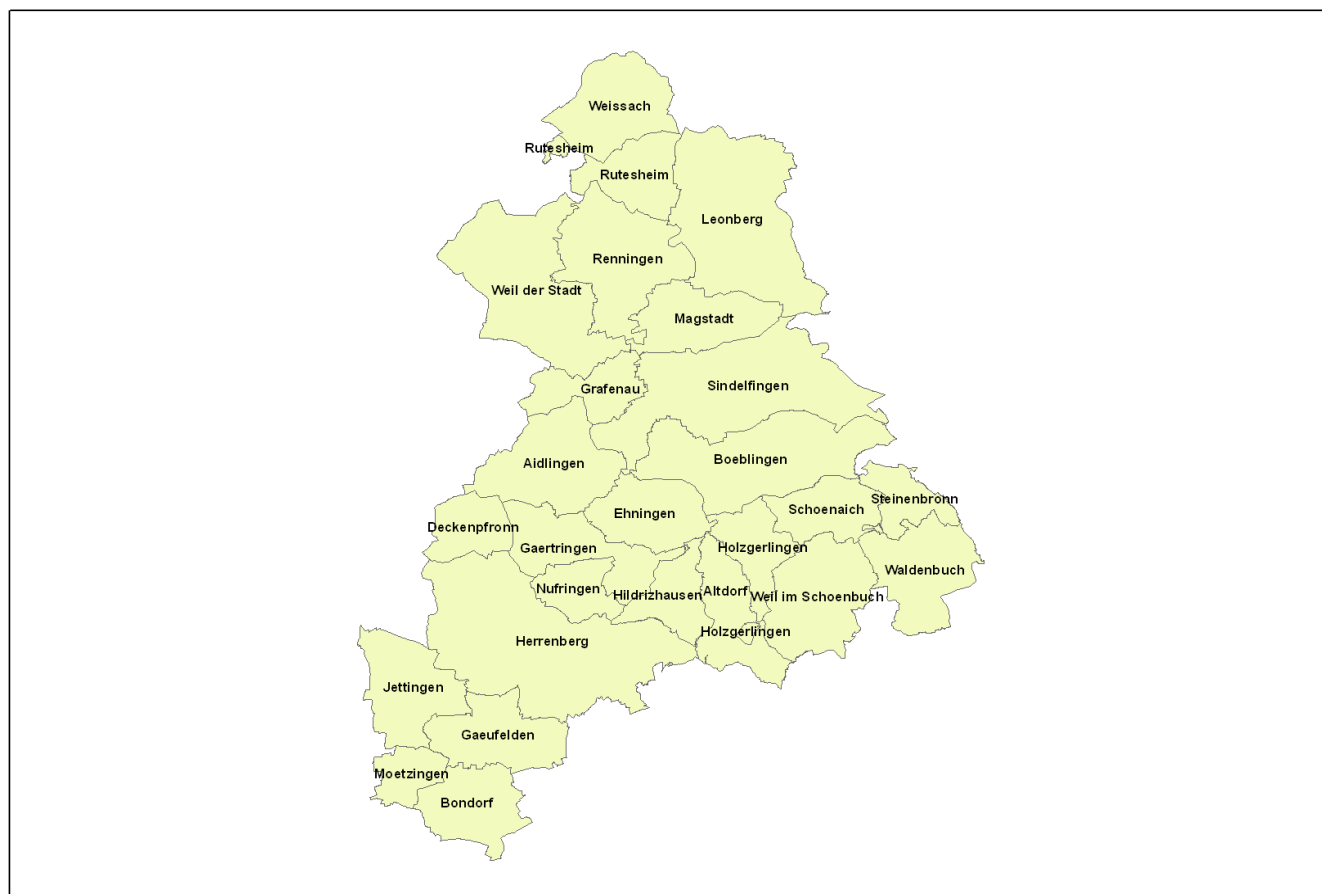 Weissach
Rutesheim
Rutesheim
Leonberg
Renningen
Weil der Stadt
Magstadt
Sindelfingen
Grafenau
Boeblingen
Aidlingen
Steinenbronn
Schoenaich
Ehningen
Deckenpfronn
Gaertringen
Holzgerlingen
Waldenbuch
Nufringen
Hildrizhausen
Altdorf
Weil im Schoenbuch
Holzgerlingen
Herrenberg
Jettingen
Gaeufelden
Moetzingen
Bondorf